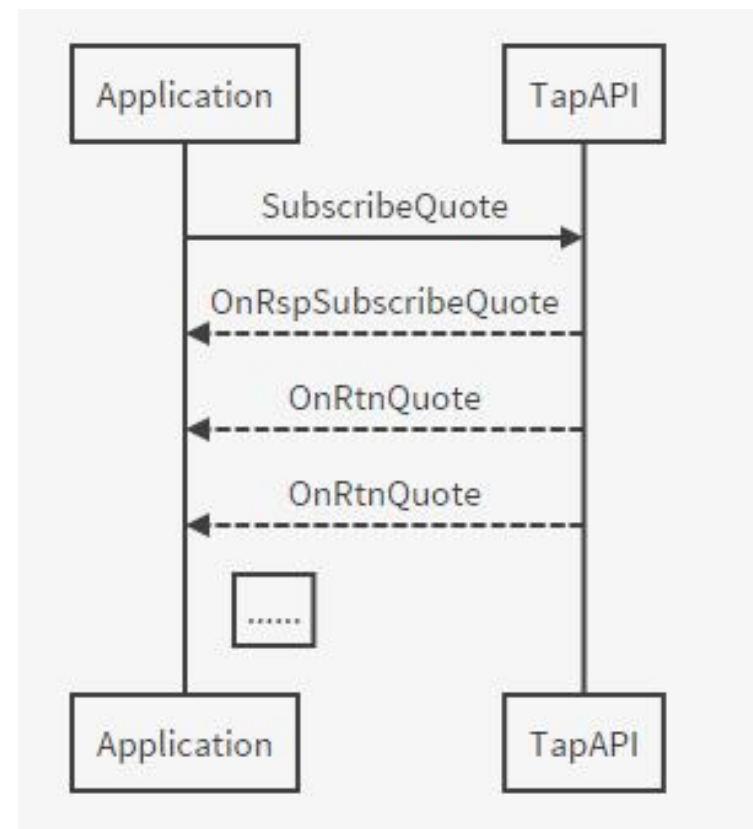 Application TapAPI
SubscribeQuote
OnRspSubscribeQuote
OnRtnQuote
OnRtnQuote
......
Application TapAPI